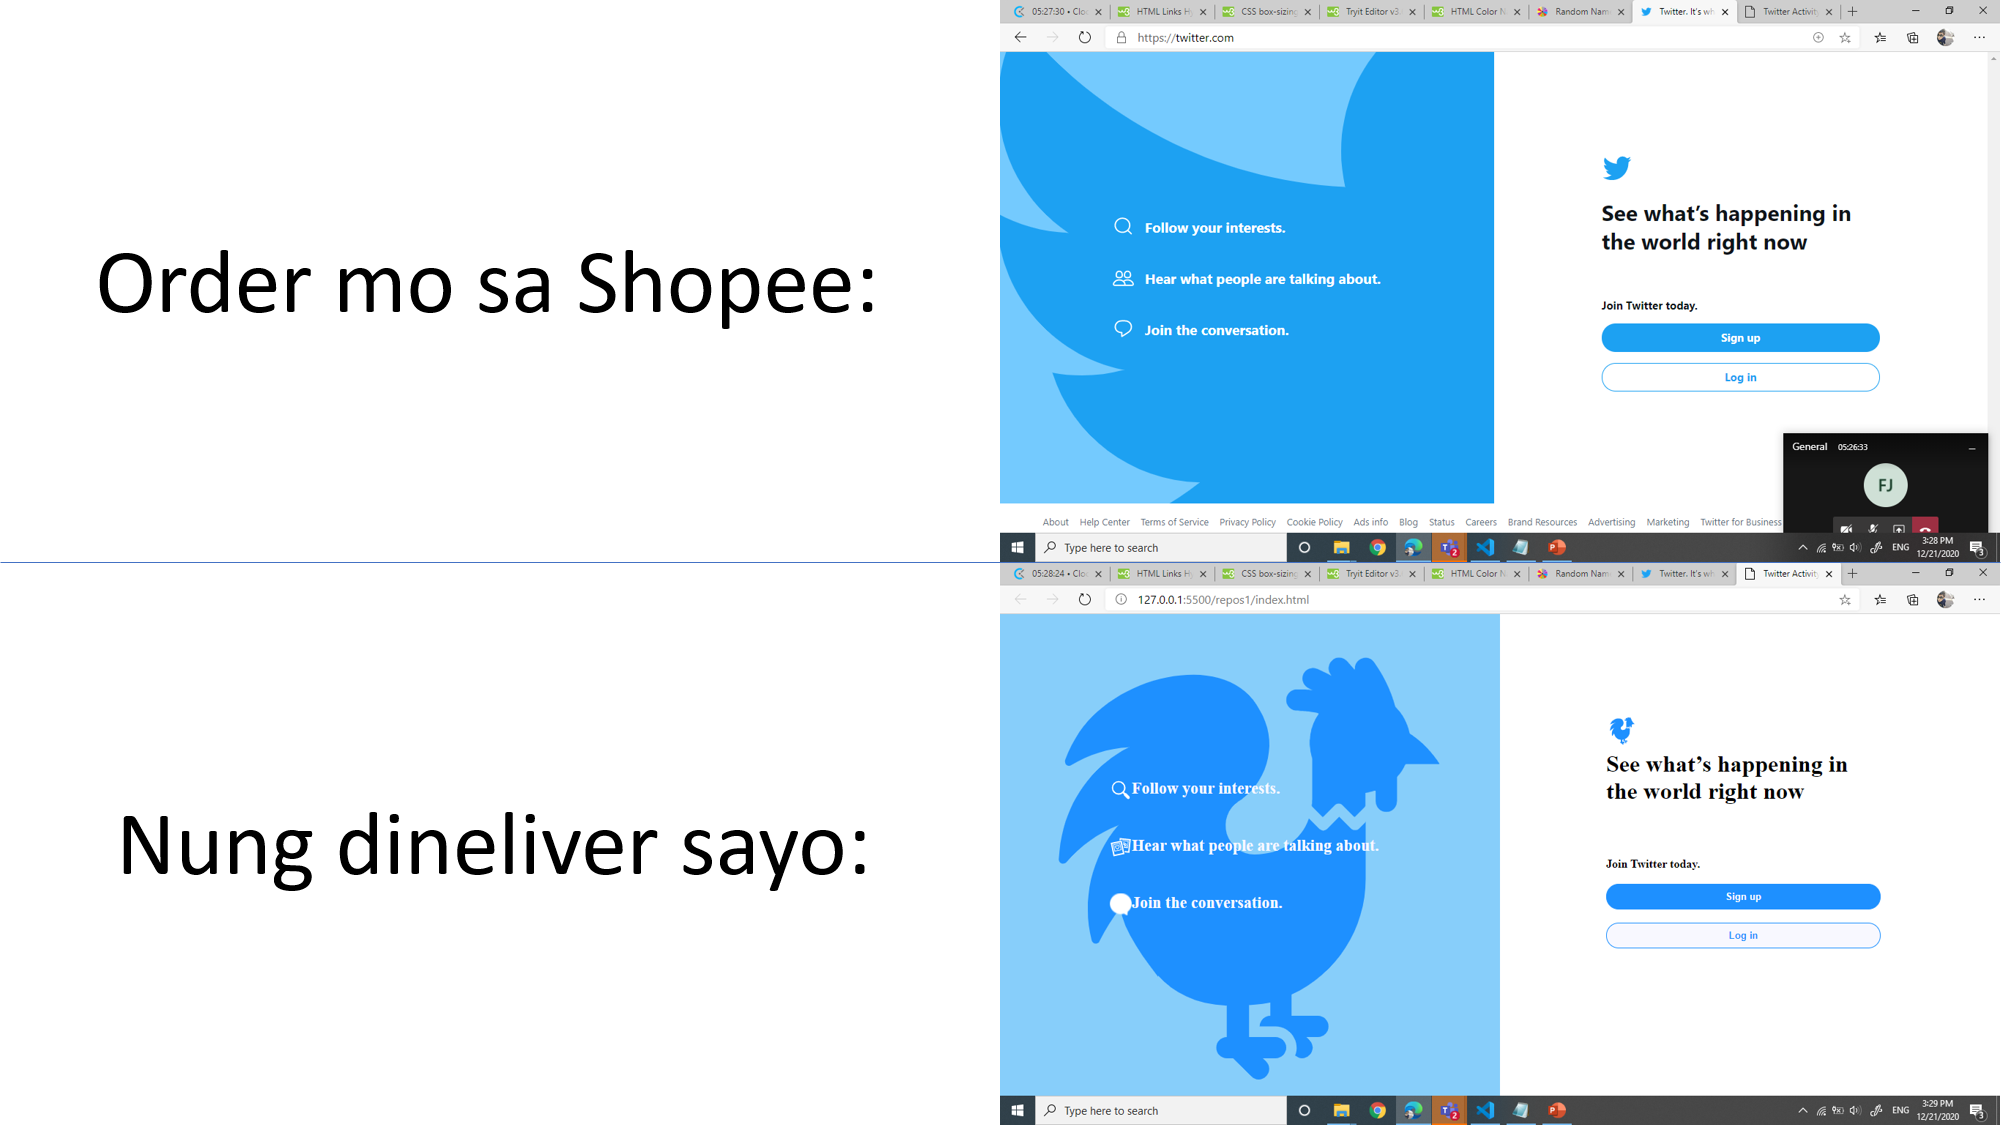 Order mo sa Shopee:
05:27:30 • Clo
HTML Links H
CSS box-sizing
Tryit Editor v3
HTML Color N
Random Nam
Twitter. It's wh
Twitter Activit
https://twitter.com
Follow your interests.
Hear what people are talking about.
Join the conversation.
See what's happening in
the world right now
Join Twitter today.
Sign up
Log in
General 05:26:33
FJ
About Help Center Terms of Service Privacy Policy Cookie Policy Ads info Blog Status Careers Brand Resources Advertising Marketing Twitter for Business
Type here to search
2
ENG
3:28 PM
12/21/2020
3
Nung dineliver sayo:
05:28:24 • Clo
HTML Links H
CSS box-sizing
Tryit Editor v3
HTML Color N
Random Nam
Twitter. It's wh
Twitter Activit
127.0.0.1:5500/repos1/index.html
Follow your interests.
Hear what people are talking about.
Join the conversation.
See what's happening in
the world right now
Join Twitter today.
Sign up
Log in
Type here to search
2
ENG
3:29 PM
12/21/2020
3